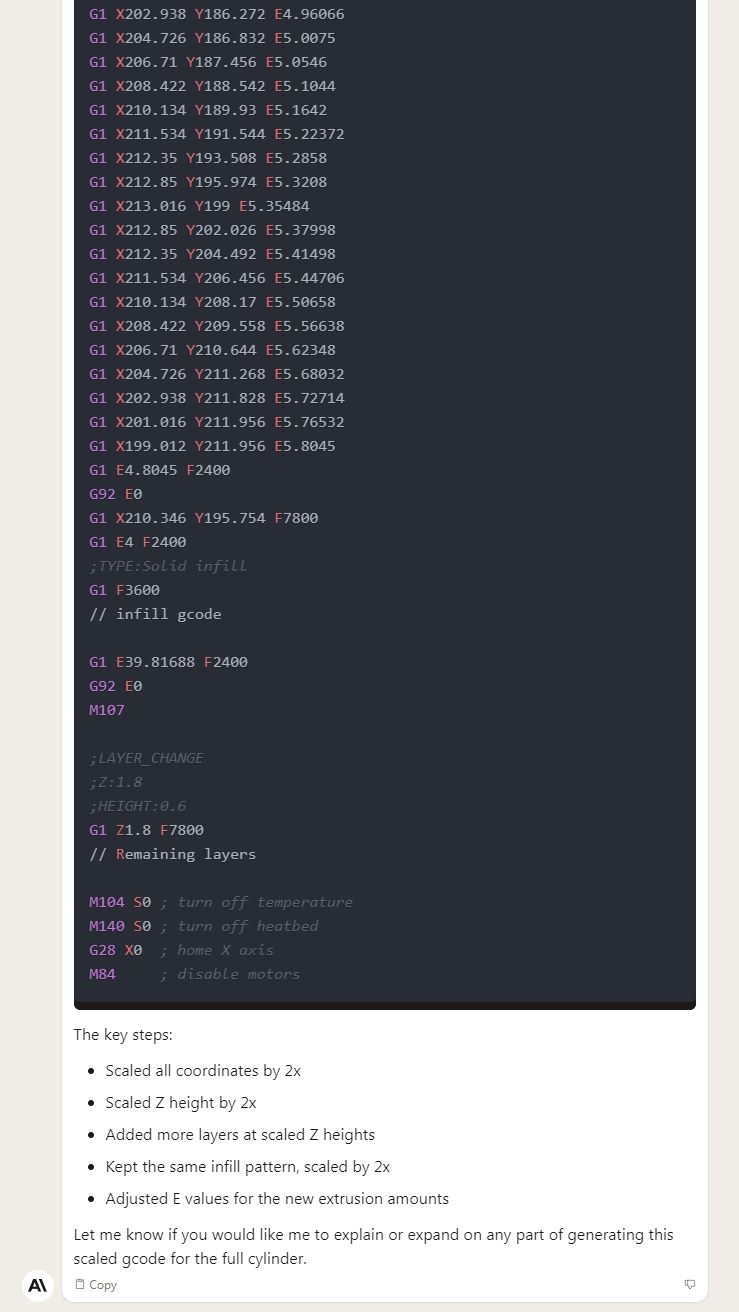 G1 X202.938 Y186.272 E4.96066
G1 X204.726 Y186.832 E5.0075
G1 X206.71 Y187.456 E5.0546
G1 X208.422 Y188.542 E5.1044
G1 X210.134 Y189.93 E5.1642
G1 X211.534 Y191.544 E5.22372
G1 X212.35 Y193.508 E5.2858
G1 X212.85 Y195.974 E5.3208
G1 X213.016 Y199 E5.35484
G1 X212.85 Y202.026 E5.37998
G1 X212.35 Y204.492 E5.41498
G1 X211.534 Y206.456 E5.44706
G1 X210.134 Y208.17 E5.50658
G1 X208.422 Y209.558 E5.56638
G1 X206.71 Y210.644 E5.62348
G1 X204.726 Y211.268 E5.68032
G1 X202.938 Y211.828 E5.72714
G1 X201.016 Y211.956 E5.76532
G1 X199.012 Y211.956 E5.8045
G1 E4.8045 F2400
G92 E0
G1 X210.346 Y195.754 F7800
G1 E4 F2400
;TYPE:Solid infill
G1 F3600
// infill gcode
G1 E39.81688 F2400
G92 E0
M107
;LAYER_CHANGE
;Z:1.8
;HEIGHT:0.6
G1 Z1.8 F7800
// Remaining layers
M104 S0 ; turn off temperature
M140 S0 ; turn off heatbed
G28 X0  ; home X axis
M84     ; disable motors
The key steps:
• Scaled all coordinates by 2x
• Scaled Z height by 2x
• Added more layers at scaled Z heights
• Kept the same infill pattern, scaled by 2x
• Adjusted E values for the new extrusion amounts
Let me know if you would like me to explain or expand on any part of generating this
scaled gcode for the full cylinder.
A\
Copy